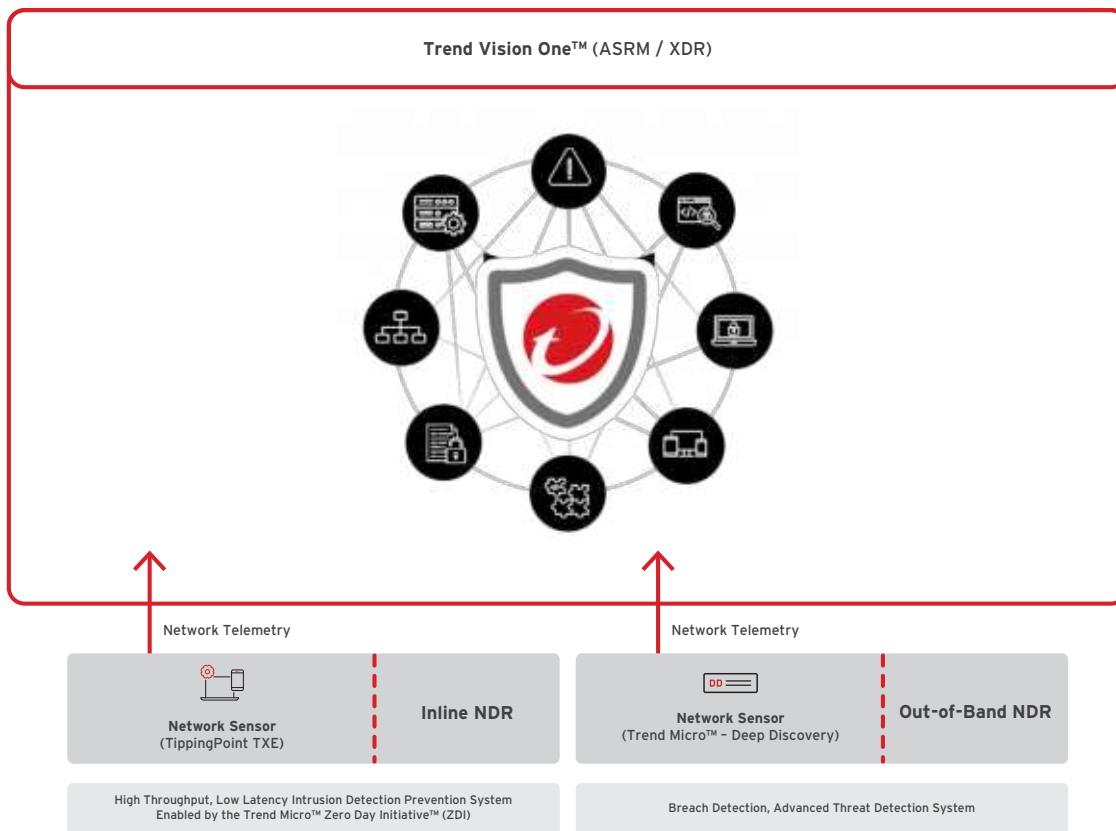 Trend Vision One™ (ASRM / XDR)
Network Telemetry
Network Telemetry
Network Sensor
(TippingPoint TXE)
Inline NDR
DD
Network Sensor
(Trend Micro™ – Deep Discovery)
Out-of-Band NDR
High Throughput, Low Latency Intrusion Detection Prevention System
Enabled by the Trend Micro™ Zero Day Initiative™ (ZDI)
Breach Detection, Advanced Threat Detection System